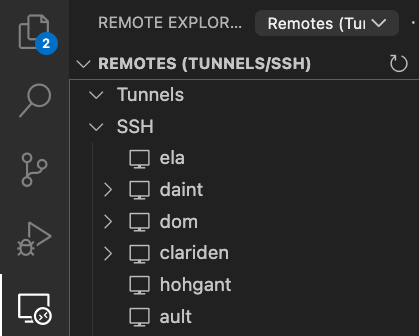 REMOTE EXPLOR... Remotes (Tu
2
REMOTES (TUNNELS/SSH)
Tunnels
SSH
ela
daint
dom
clariden
hohgant
ault